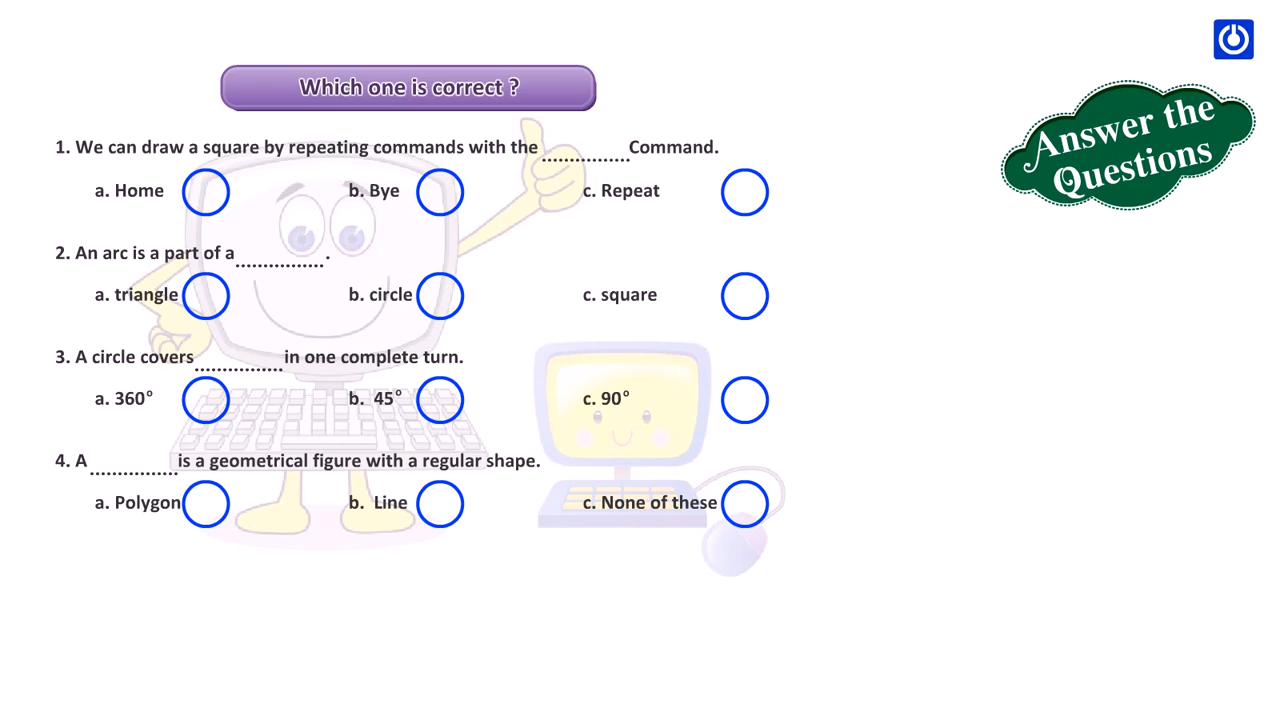 Which one is correct ?
Answer the
Questions
1. We can draw a square by repeating commands with the ................Command.
a. Home b. Bye c. Repeat
2. An arc is a part of a................ .
a. triangle b. circle c. square
3. A circle covers................in one complete turn.
a. 360° b. 45° c. 90°
4. A ................is a geometrical figure with a regular shape.
a. Polygon b. Line c. None of these